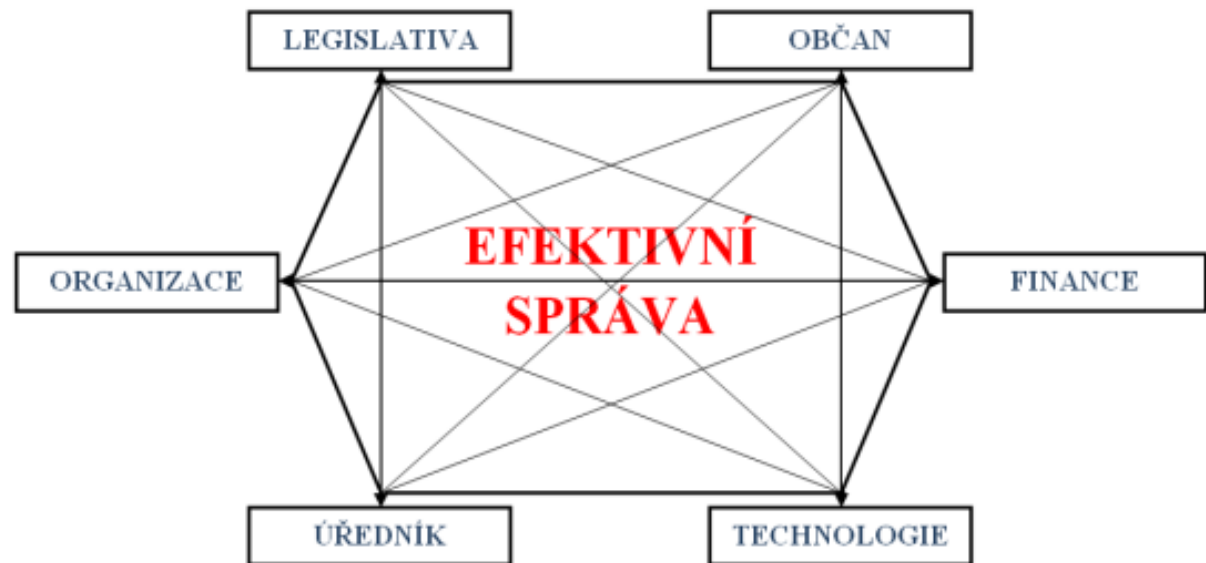 LEGISLATIVA
OBČAN
EFEKTIVNÍ
ORGANIZACE
FINANCE
SPRÁVA
ÚŘEDNÍK
TECHNOLOGIE